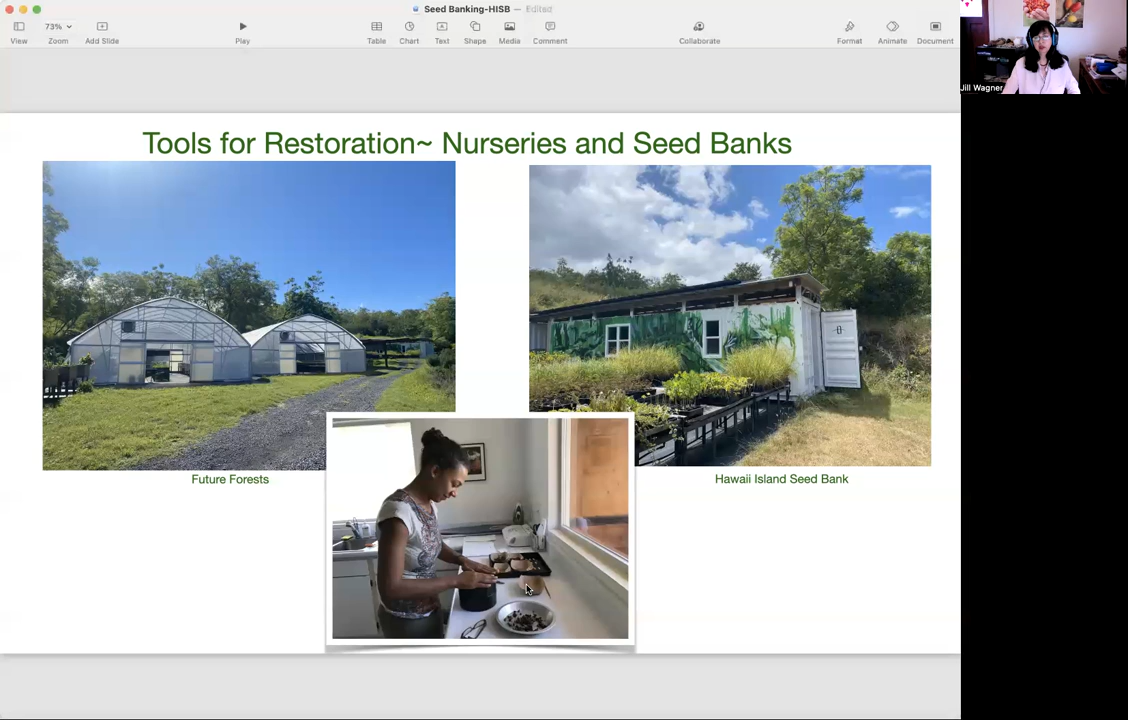 Seed Banking-HISB — Edited
73%
View
Zoom
Add Slide
Play
Table
Chart
Text
Shape
Media
Comment
Collaborate
Format
Animate
Document
Jill Wagner
Tools for Restoration~ Nurseries and Seed Banks
Future Forests
Hawaii Island Seed Bank